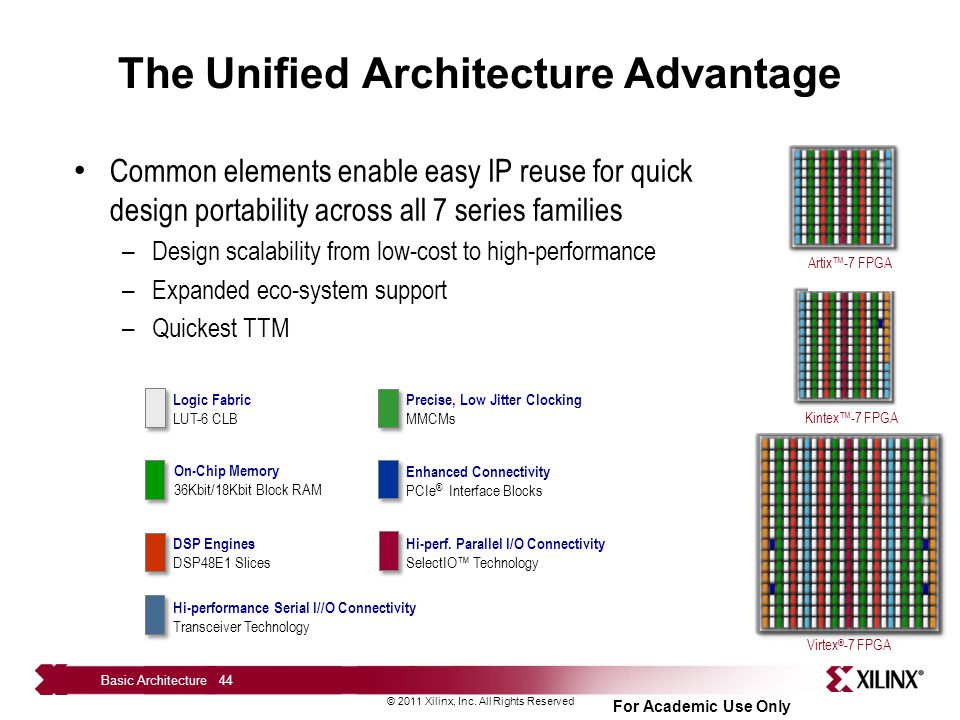 The Unified Architecture Advantage
• Common elements enable easy IP reuse for quick
design portability across all 7 series families
– Design scalability from low-cost to high-performance
– Expanded eco-system support
– Quickest TTM
Artix™-7 FPGA
Kintex™-7 FPGA
Virtex®-7 FPGA
Logic Fabric
LUT-6 CLB
Precise, Low Jitter Clocking
MMCMs
On-Chip Memory
36Kbit/18Kbit Block RAM
Enhanced Connectivity
PCIe® Interface Blocks
DSP Engines
DSP48E1 Slices
Hi-perf. Parallel I/O Connectivity
SelectIO™ Technology
Hi-performance Serial I//O Connectivity
Transceiver Technology
Basic Architecture 44
XILINX®
© 2011 Xilinx, Inc. All Rights Reserved
For Academic Use Only